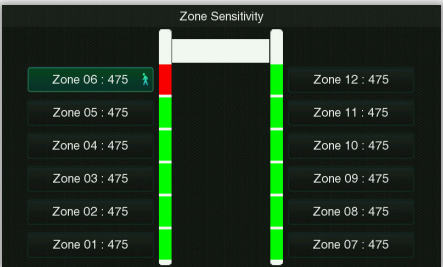 Zone Sensitivity
Zone 06 : 475
Zone 12 : 475
Zone 05 : 475
Zone 11 : 475
Zone 04 : 475
Zone 10 : 475
Zone 03 : 475
Zone 09 : 475
Zone 02 : 475
Zone 08 : 475
Zone 01 : 475
Zone 07 : 475